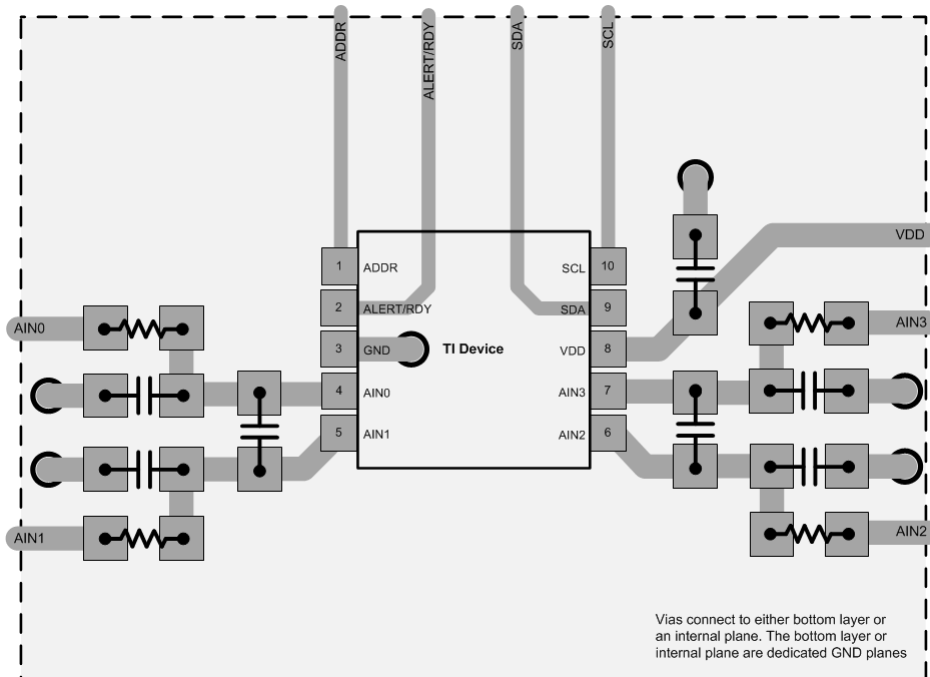 ADDR
ALERT/RDY
SDA
SCL
VDD
1 ADDR
SCL 10
2 ALERT/RDY
SDA 9
3 GND
TI Device
VDD 8
4 AIN0
AIN3 7
5 AIN1
AIN2 6
AIN0
AIN3
AIN1
AIN2
Vias connect to either bottom layer or
an internal plane. The bottom layer or
internal plane are dedicated GND planes